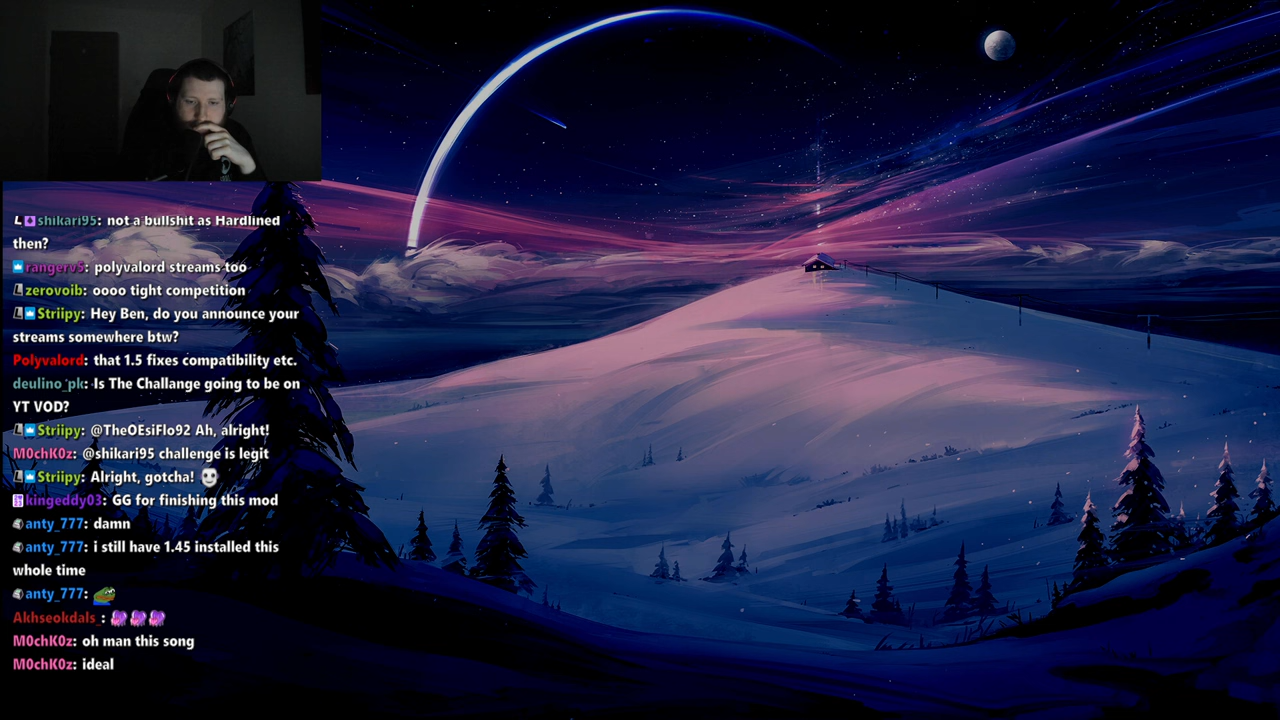 shikari95: not a bullshit as Hardlined
then?
rangerv5: polyvalord streams too
zerovoib: oooo tight competition
Striipy: Hey Ben, do you announce your
streams somewhere btw?
Polyvalord: that 1.5 fixes compatibility etc.
deulino_pk: Is The Challange going to be on
YT VOD?
Striipy: @TheOEsiFlo92 Ah, alright!
M0chK0z: @shikari95 challenge is legit
Striipy: Alright, gotcha!
kingeddy03: GG for finishing this mod
anty_777: damn
anty_777: i still have 1.45 installed this
whole time
anty_777:
Akhseokdals_:
M0chK0z: oh man this song
M0chK0z: ideal